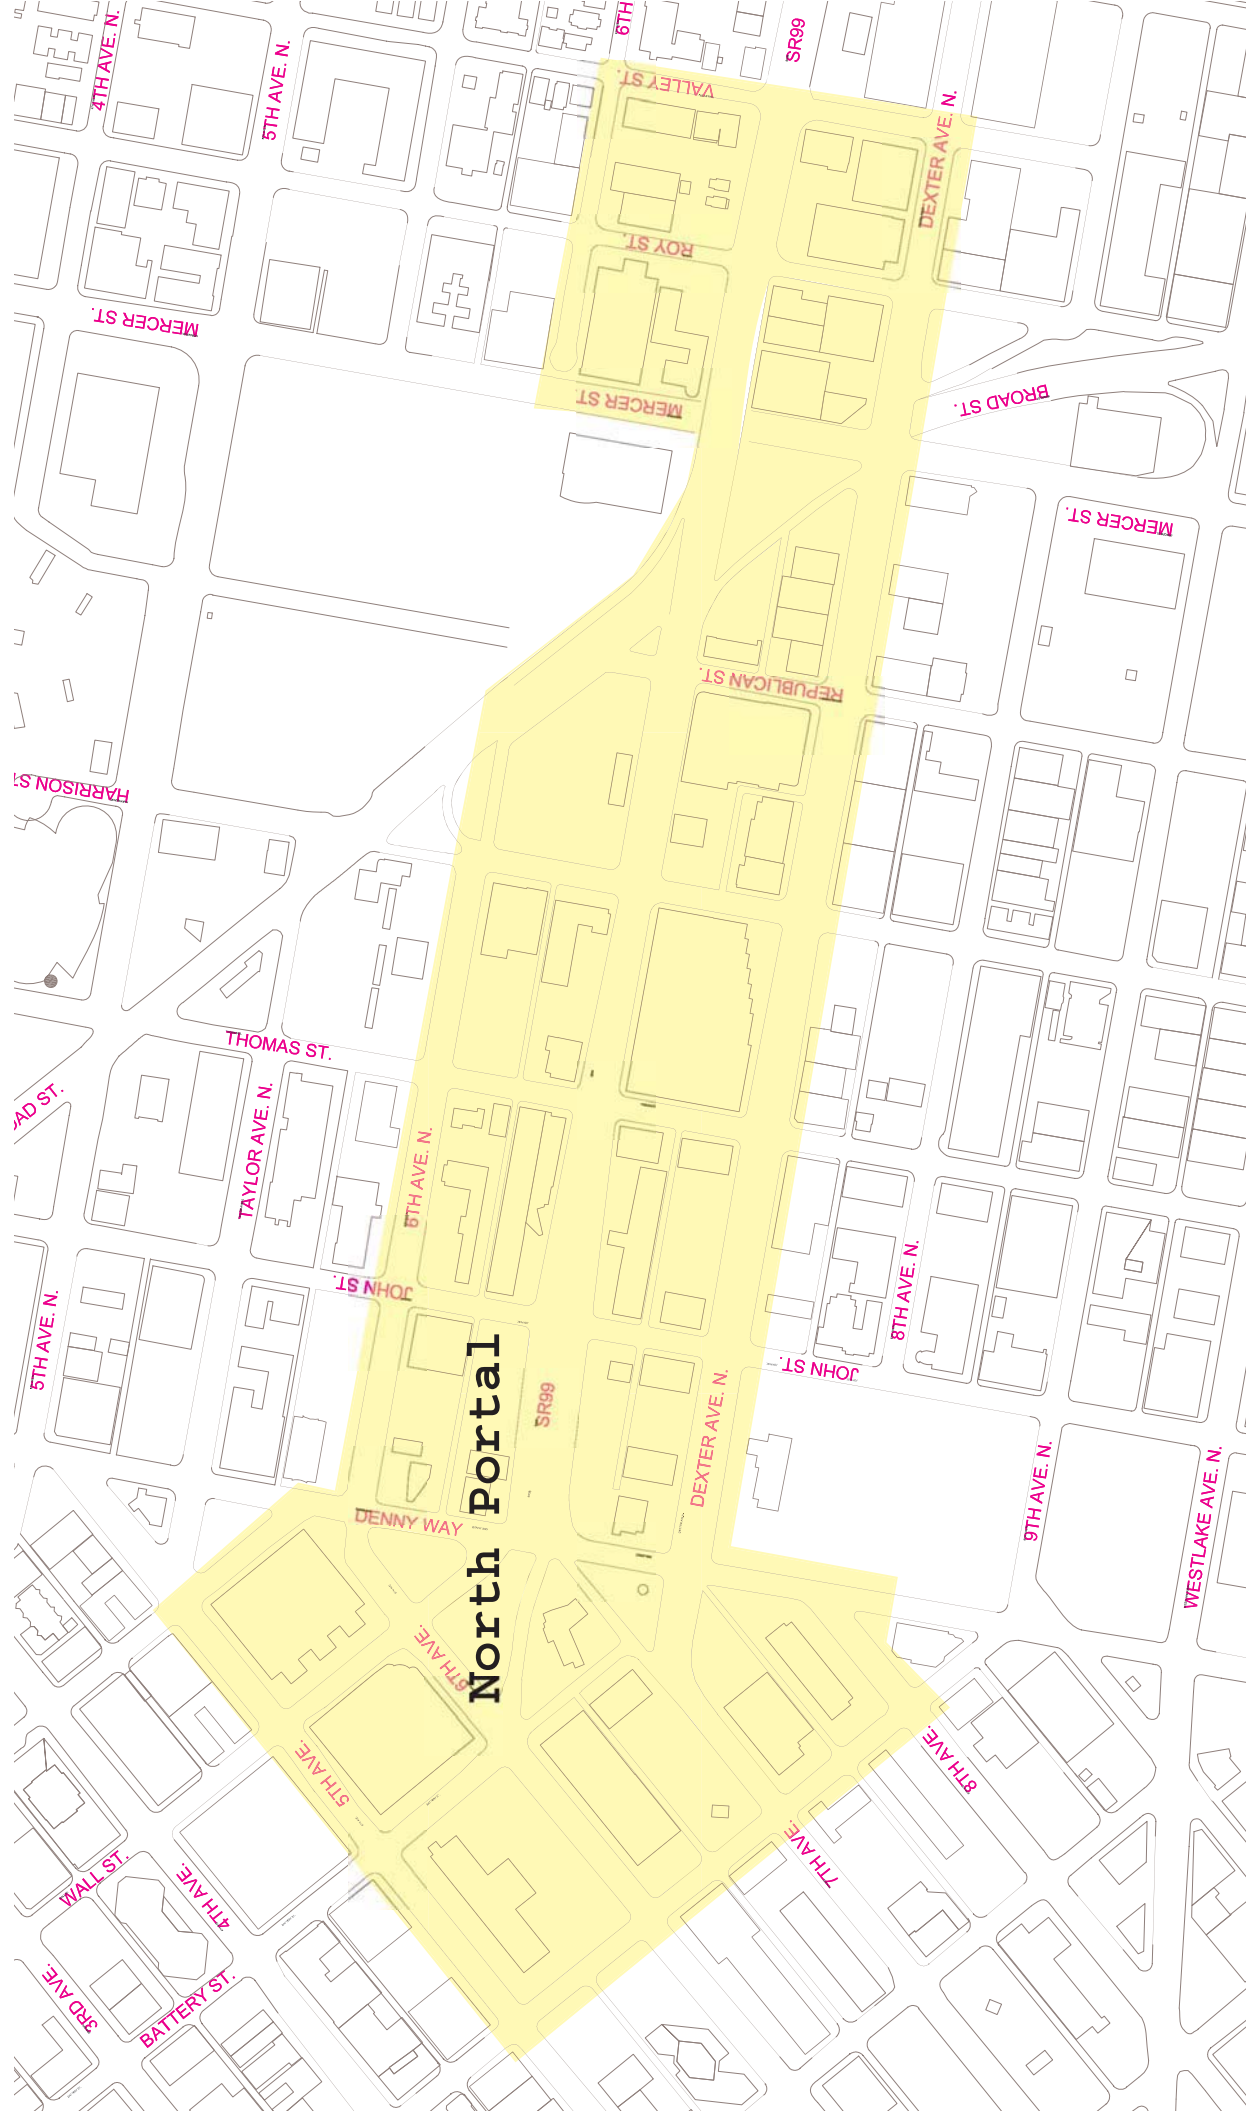 4TH AVE. N.
5TH AVE. N.
6TH
SR99
VALLEY ST.
DEXTER AVE. N.
ROY ST.
MERCER ST.
MERCER ST.
BROAD ST.
MERCER ST.
REPUBLICAN ST.
HARRISON ST
THOMAS ST.
OAD ST.
TAYLOR AVE. N.
6TH AVE. N.
JOHN ST.
5TH AVE. N.
8TH AVE. N.
JOHN ST.
North Portal
SR99
DEXTER AVE. N.
DENNY WAY
9TH AVE. N.
WESTLAKE AVE. N.
6TH AVE.
5TH AVE.
8TH AVE.
7TH AVE.
WALL ST.
4TH AVE.
3RD AVE.
BATTERY ST.